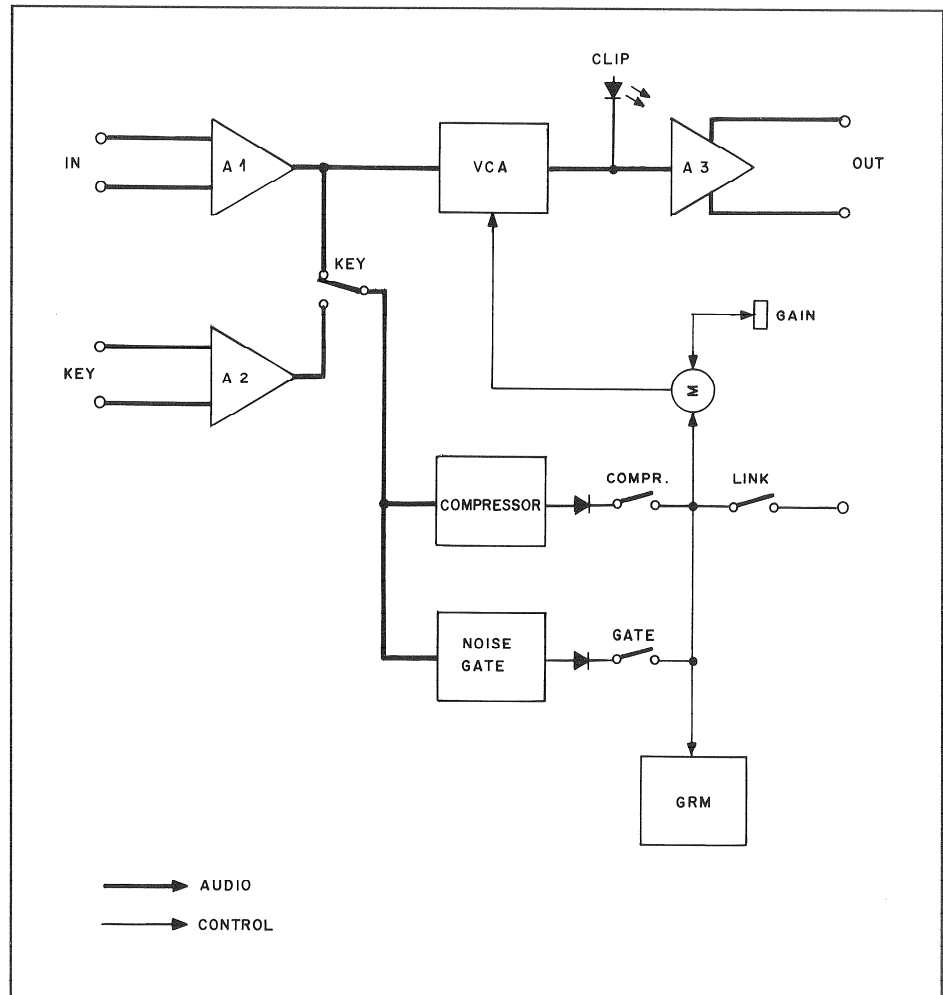 CLIP
IN
A 1
VCA
A 3
OUT
KEY
KEY
A 2
GAIN
M
COMPRESSOR
COMPR.
LINK
NOISE
GATE
GATE
GRM
AUDIO
CONTROL